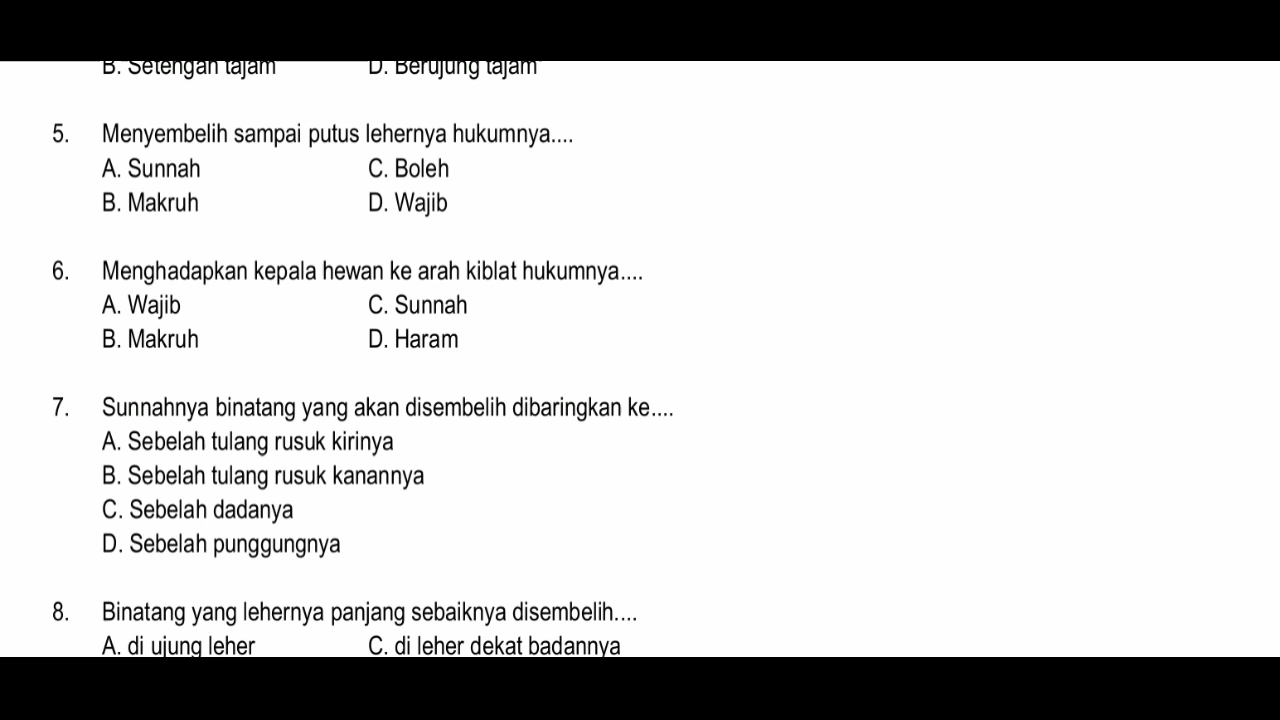 B. Setengah tajam D. Berujung tajam
5. Menyembelih sampai putus lehernya hukumnya....
A. Sunnah C. Boleh
B. Makruh D. Wajib
6. Menghadapkan kepala hewan ke arah kiblat hukumnya....
A. Wajib C. Sunnah
B. Makruh D. Haram
7. Sunnahnya binatang yang akan disembelih dibaringkan ke....
A. Sebelah tulang rusuk kirinya
B. Sebelah tulang rusuk kanannya
C. Sebelah dadanya
D. Sebelah punggungnya
8. Binatang yang lehernya panjang sebaiknya disembelih....
A. di ujung leher C. di leher dekat badannya